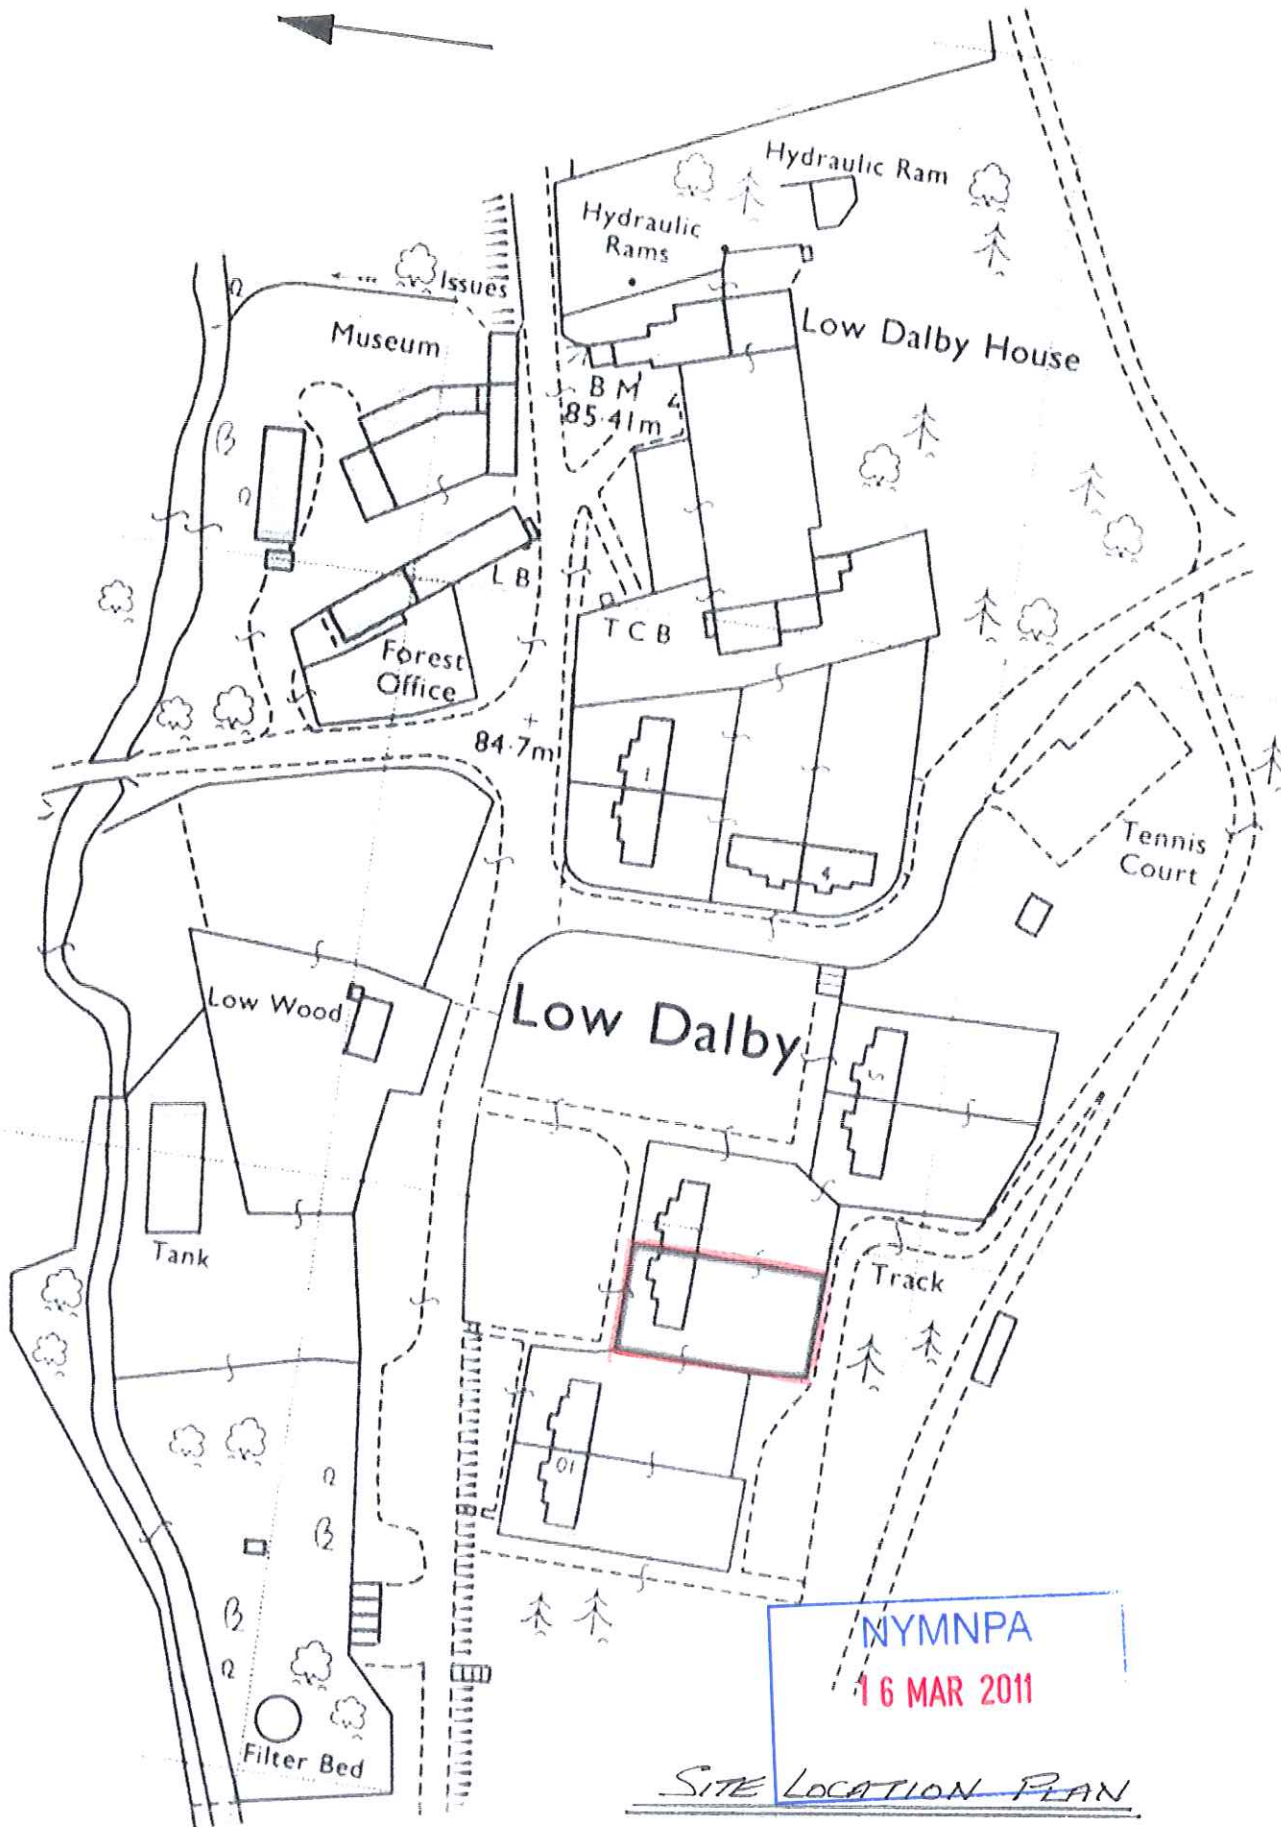 Hydraulic Ram
Hydraulic
Rams
Issues
Museum
Low Dalby House
B M
85·41m
L B
T C B
Forest
Office
84·7m
1
4
Tennis
Court
Low Wood
Low Dalby
5
Tank
Track
10
Filter Bed
NYMNPA
16 MAR 2011
SITE LOCATION PLAN